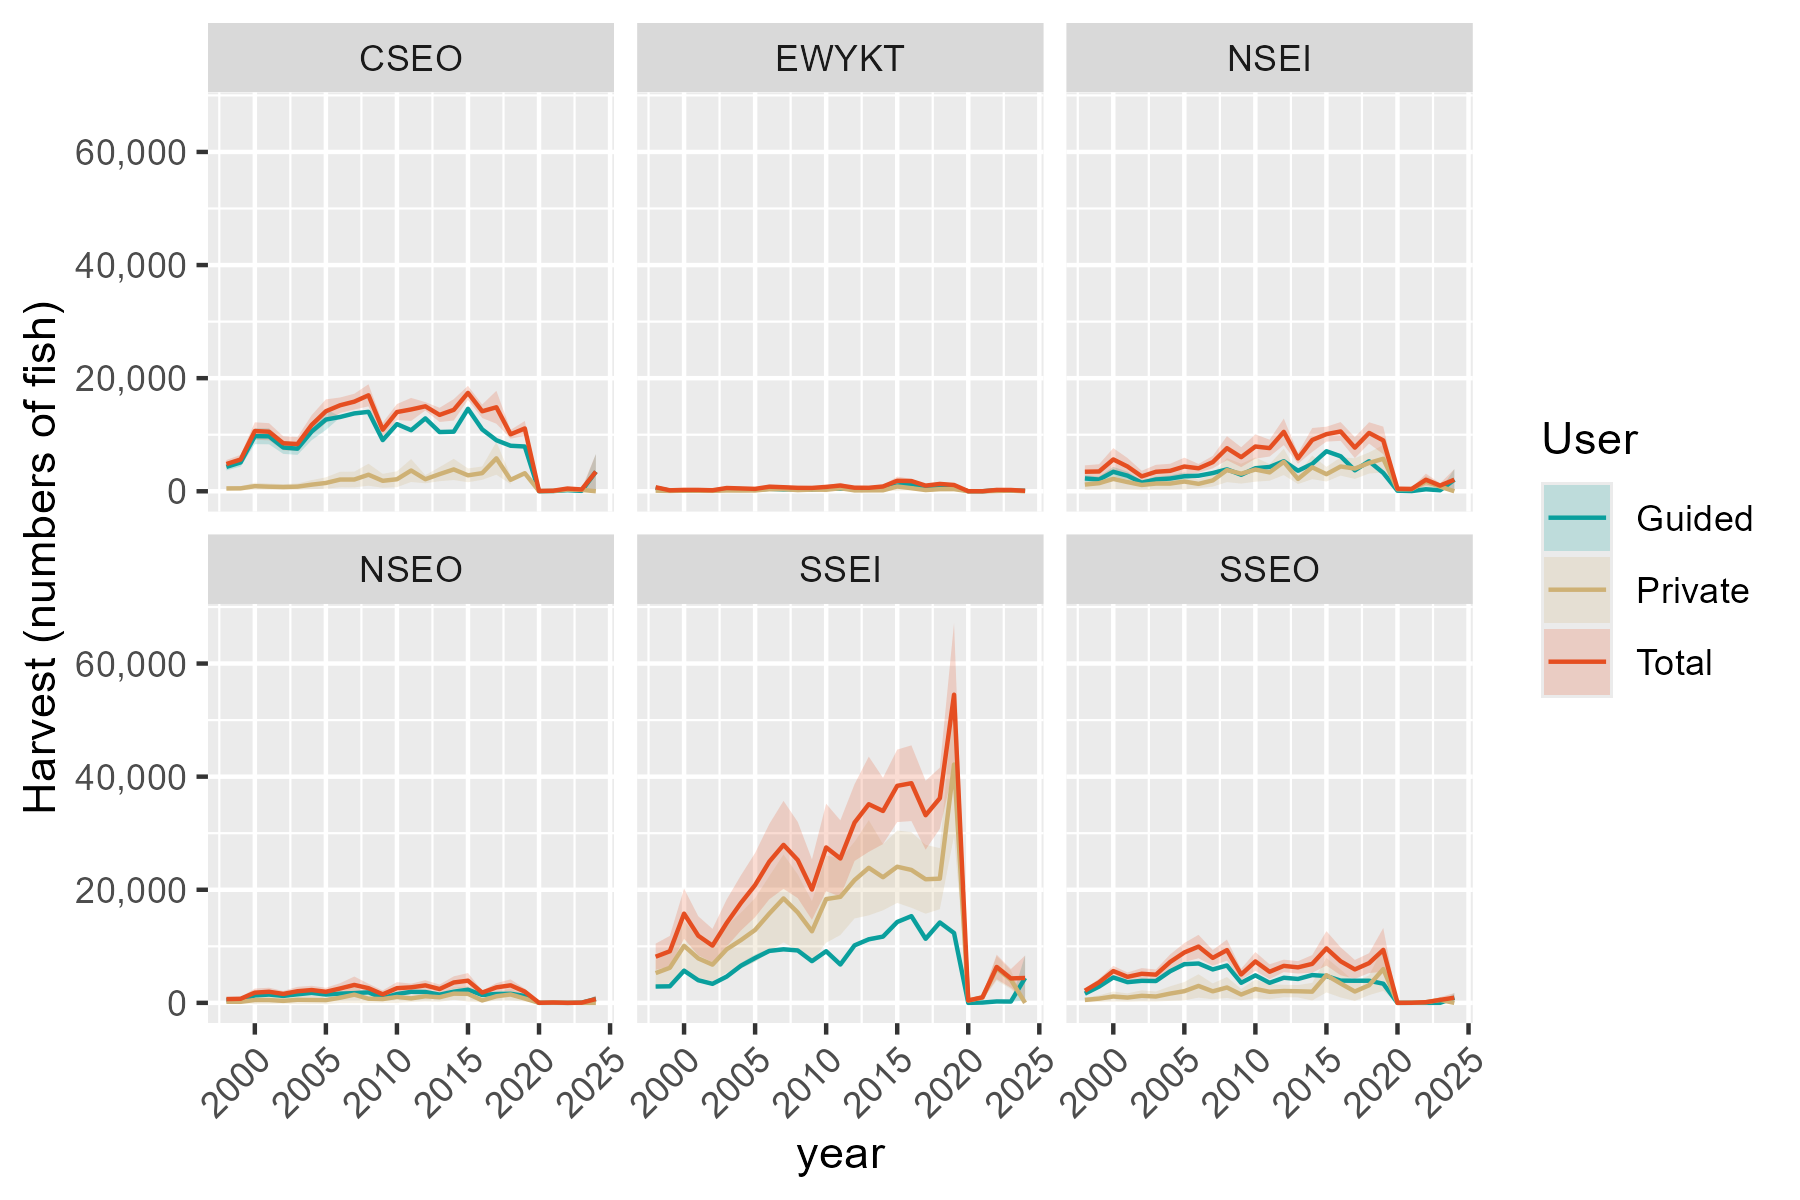 CSEO EWYKT NSEI
60,000
40,000
20,000
0
NSEO SSEI SSEO
60,000
40,000
20,000
0
2000 2005 2010 2015 2020 2025 2000 2005 2010 2015 2020 2025 2000 2005 2010 2015 2020 2025
year
Harvest (numbers of fish)
User
Guided
Private
Total